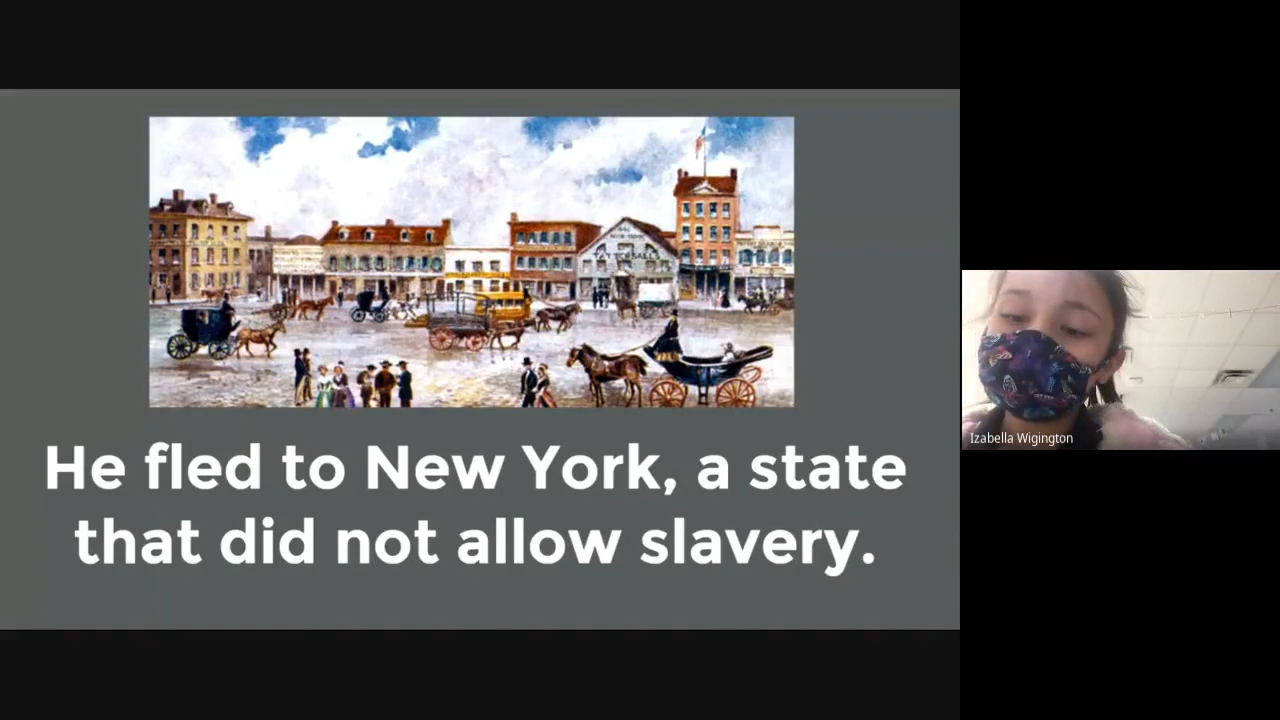 He fled to New York, a state
that did not allow slavery.
Izabella Wigington